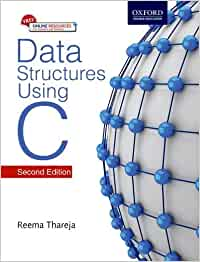 FREE
ONLINE RESOURCES
OXFORD
Data
Structures
Using
C
Second Edition
Reema Thareja